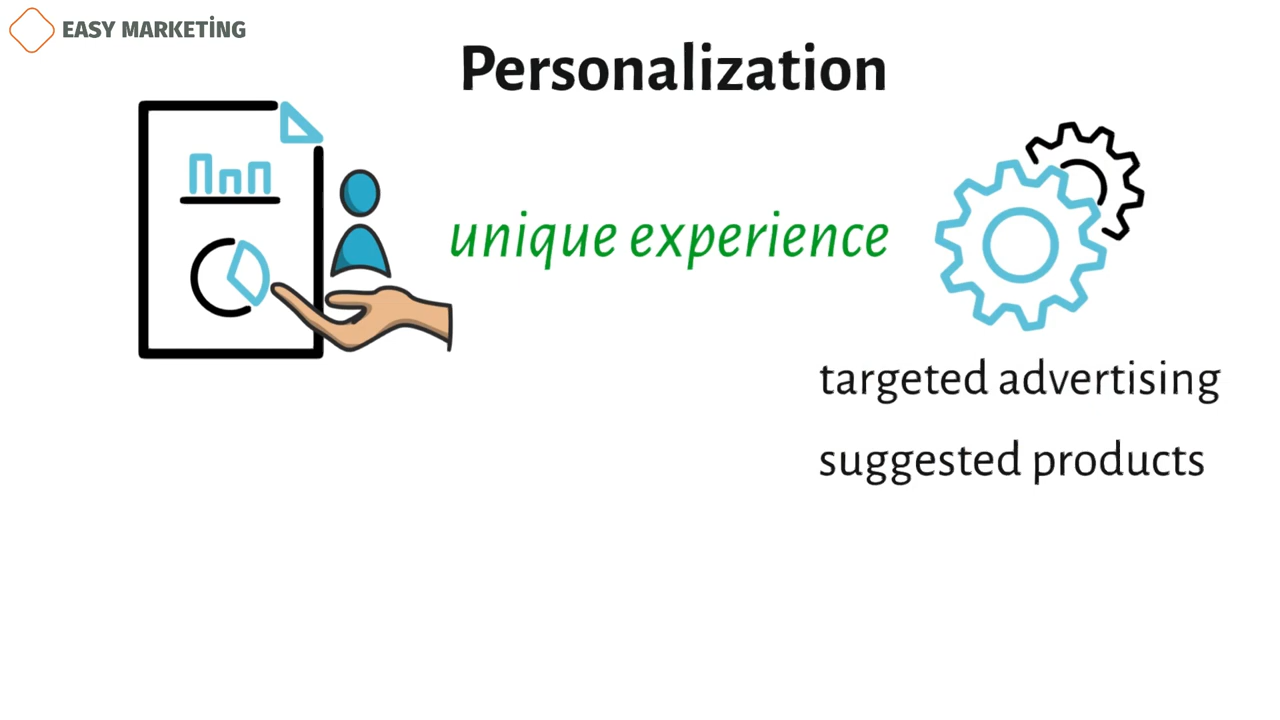 EASY MARKETİNG
Personalization
unique experience
targeted advertising
suggested products